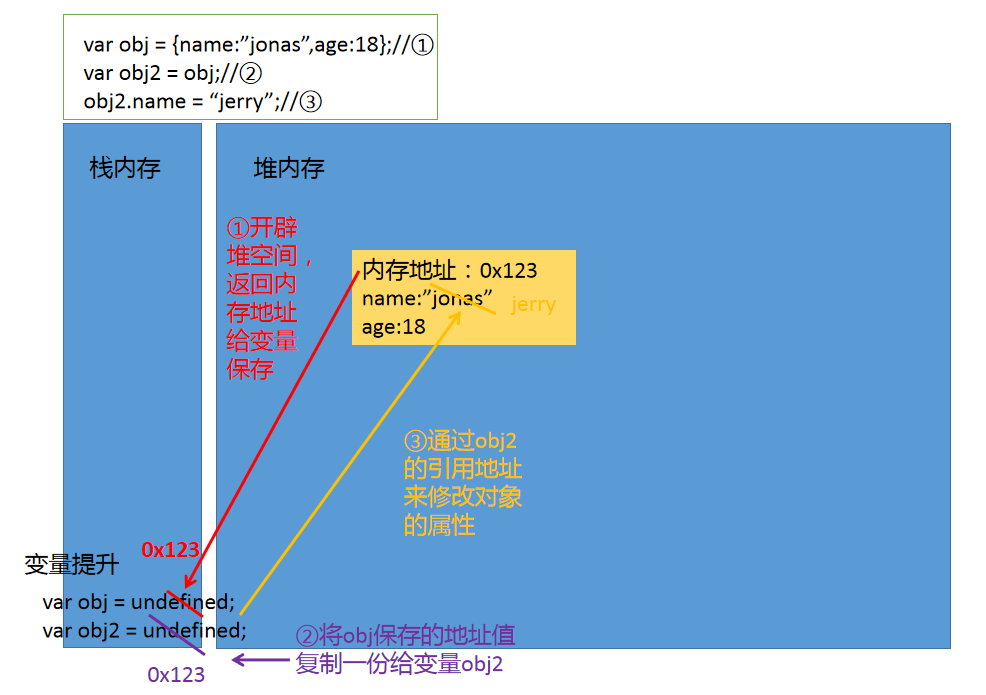 var obj = {name:”jonas”,age:18};//①
var obj2 = obj;//②
obj2.name = “jerry”;//③
栈内存
堆内存
①开辟
堆空间，
返回内
存地址
给变量
保存
内存地址：0x123
name:”jonas”
jerry
age:18
③通过obj2
的引用地址
来修改对象
的属性
0x123
变量提升
var obj = undefined;
var obj2 = undefined;
②将obj保存的地址值
复制一份给变量obj2
0x123